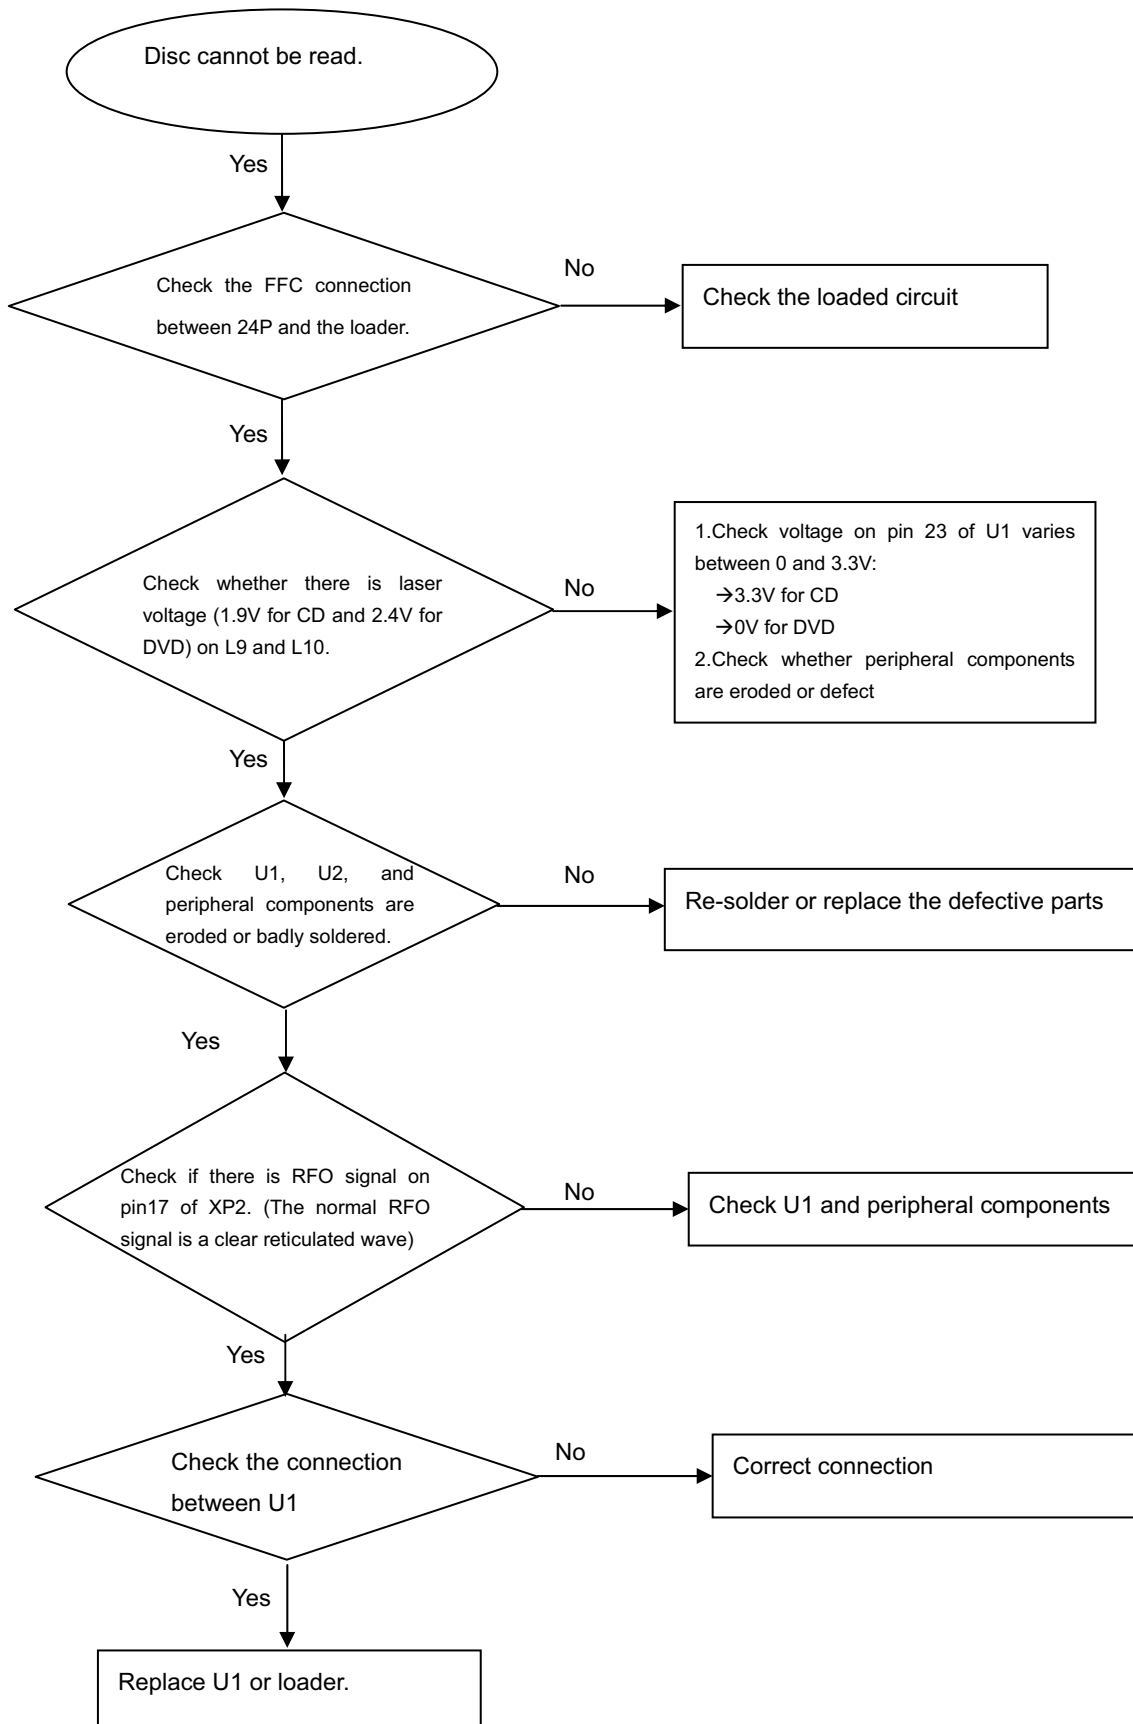 Disc cannot be read.
Yes
Check the FFC connection
between 24P and the loader.
No
Check the loaded circuit
Yes
Check whether there is laser
voltage (1.9V for CD and 2.4V for
DVD) on L9 and L10.
No
1.Check voltage on pin 23 of U1 varies
between 0 and 3.3V:
→3.3V for CD
→0V for DVD
2.Check whether peripheral components
are eroded or defect
Yes
Check U1, U2, and
peripheral components are
eroded or badly soldered.
No
Re-solder or replace the defective parts
Yes
Check if there is RFO signal on
pin17 of XP2. (The normal RFO
signal is a clear reticulated wave)
No
Check U1 and peripheral components
Yes
Check the connection
between U1
No
Correct connection
Yes
Replace U1 or loader.